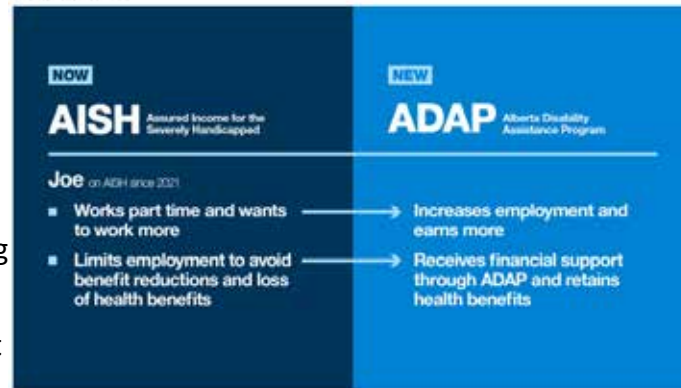 NOW
AISH Assured Income for the
Severely Handicapped
Joe on AISH since 2021
Works part time and wants
to work more
Limits employment to avoid
benefit reductions and loss
of health benefits
NEW
ADAP Alberta Disability
Assistance Program
Increases employment and
earns more
Receives financial support
through ADAP and retains
health benefits
g